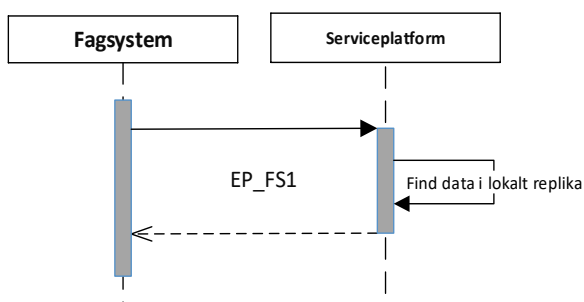 Fagsystem
Serviceplatform
EP_FS1
Find data i lokalt replika